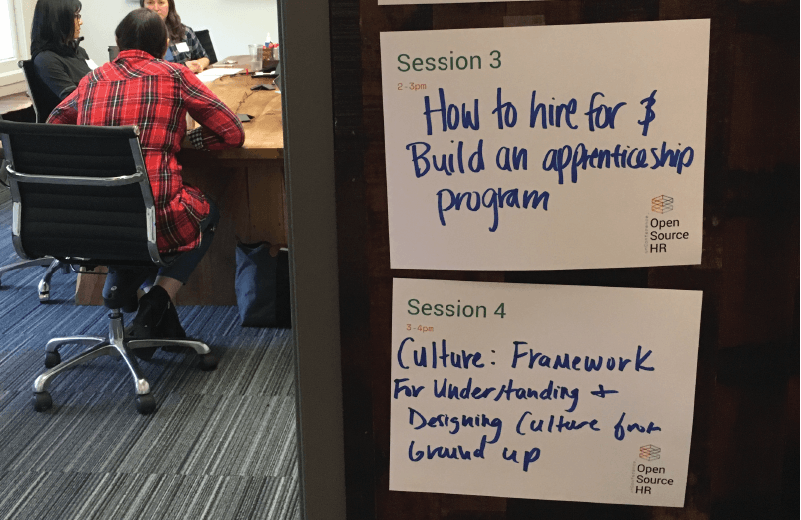 Session 3
2-3pm
How to hire for $
Build an apprenticeship
program
Open
Source
HR
Session 4
3-4pm
Culture: Framework
For Understanding +
Designing Culture from
Ground up
Open
Source
HR